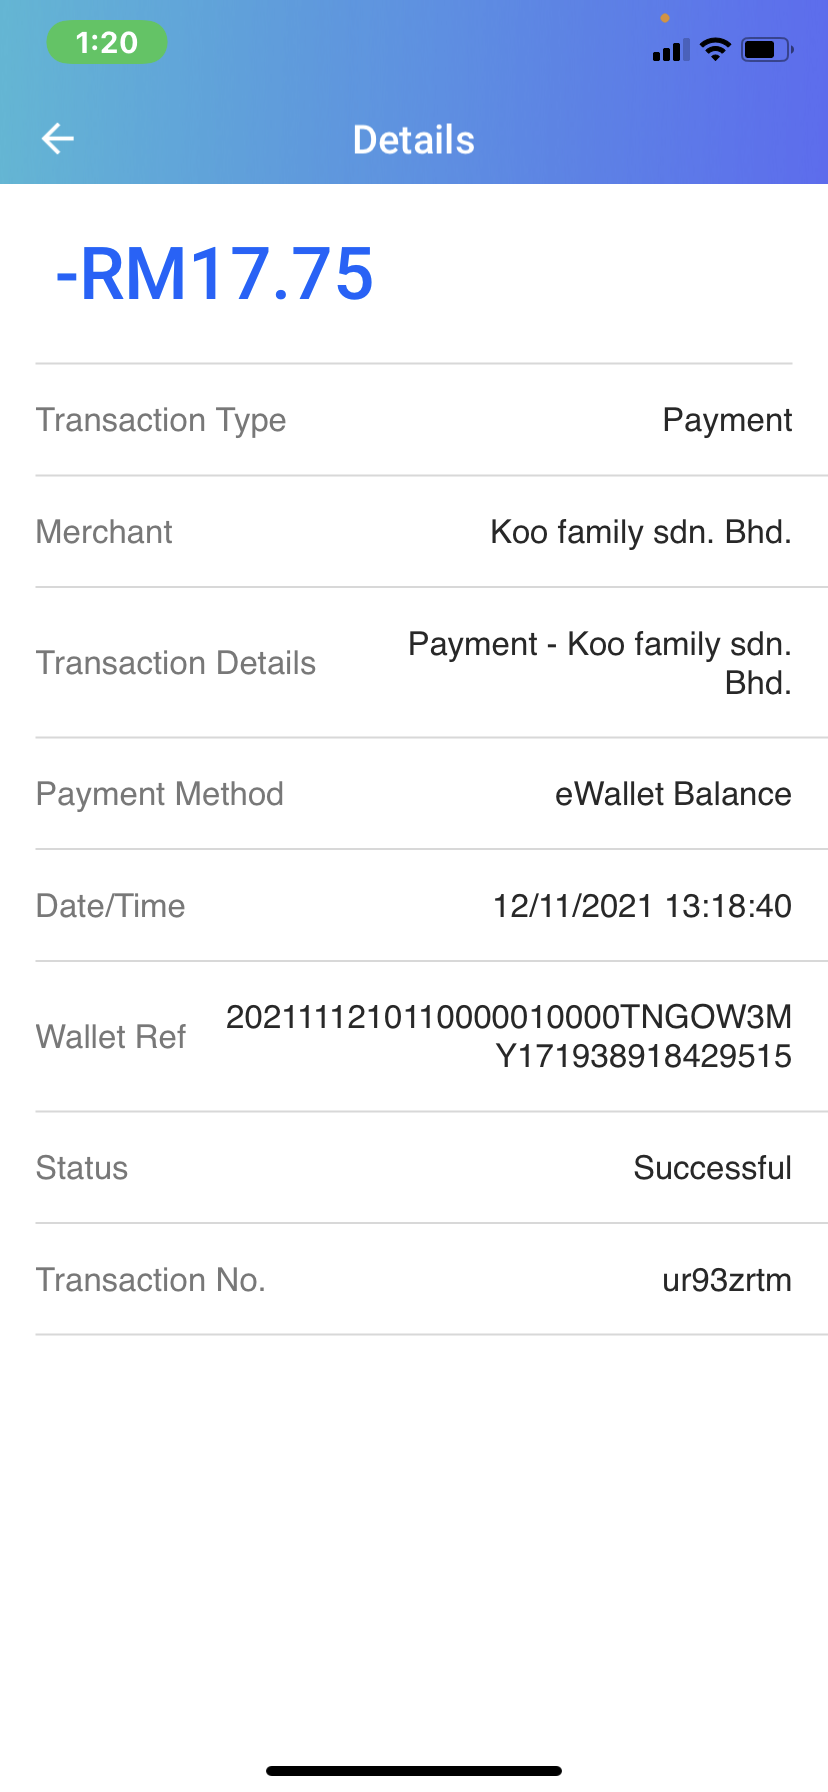 1:20
Details
-RM17.75
Transaction Type
Payment
Merchant
Koo family sdn. Bhd.
Transaction Details
Payment - Koo family sdn.
Bhd.
Payment Method
eWallet Balance
Date/Time
12/11/2021 13:18:40
Wallet Ref
2021111210110000010000TNGOW3M
Y171938918429515
Status
Successful
Transaction No.
ur93zrtm